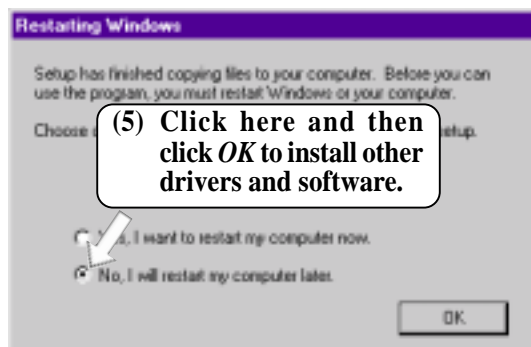 Restarting Windows
Setup has finished copying files to your computer. Before you can
use the program, you must restart Windows or your computer.
Choose setup.
(5) Click here and then
click OK to install other
drivers and software.
I want to restart my computer now.
No, I will restart my computer later.
OK